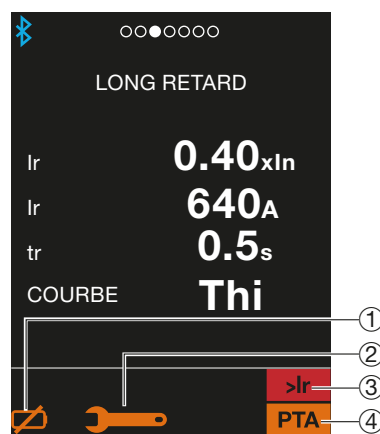 LONG RETARD
Ir 0.40xIn
Ir 640A
tr 0.5s
COURBE Thi
1
2
>Ir 3
PTA 4